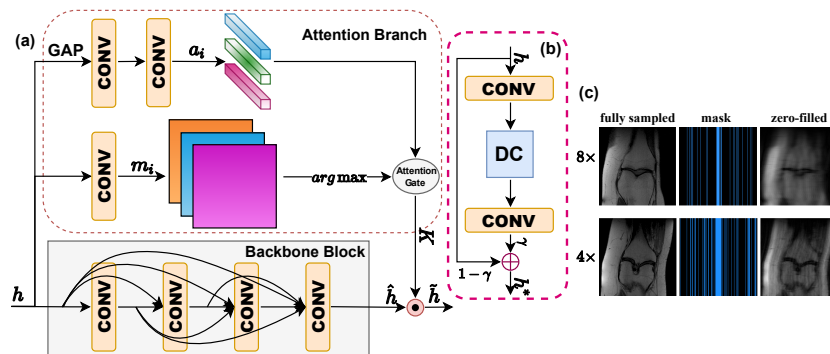 (a)
GAP
CONV
CONV
a_i
Attention Branch
CONV
m_i
arg max
Attention
Gate
K
Backbone Block
h
CONV
CONV
CONV
CONV
ĥ
h̃
(b)
h
CONV
DC
CONV
γ
1 − γ
h*
(c)
fully sampled
mask
zero-filled
8×
4×